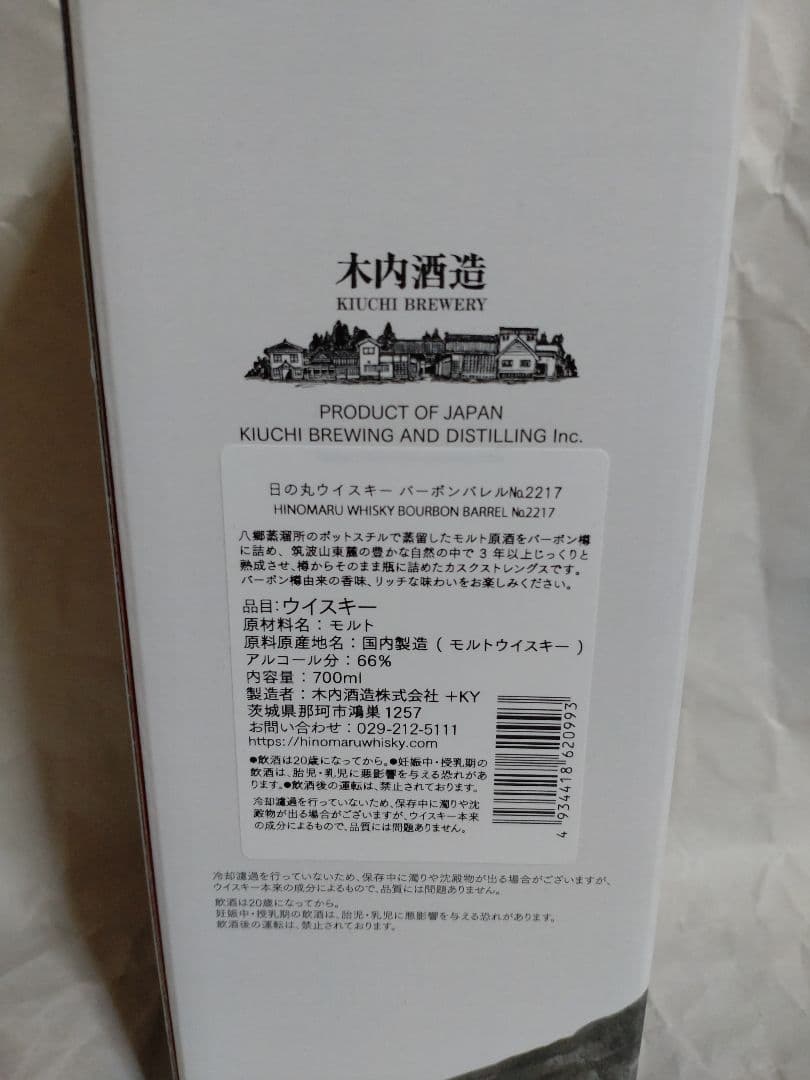 木内酒造
KIUCHI BREWERY
PRODUCT OF JAPAN
KIUCHI BREWING AND DISTILLING Inc.
日の丸ウイスキー バーボンバレル№2217
HINOMARU WHISKY BOURBON BARREL №2217
八郷蒸溜所のポットスチルで蒸留したモルト原酒をバーボン樽
に詰め、筑波山東麓の豊かな自然の中で3年以上じっくりと
熟成させ、樽からそのまま瓶に詰めたカスクストレングスです。
バーボン樽由来の香味、リッチな味わいをお楽しみください。
品目：ウイスキー
原材料名：モルト
原料原産地名：国内製造（モルトウイスキー）
アルコール分：66%
内容量：700ml
製造者：木内酒造株式会社 +KY
茨城県那珂市鴻巣1257
お問い合わせ：029-212-5111
https://hinomaruwhisky.com
●飲酒は20歳になってから。●妊娠中・授乳期の
飲酒は、胎児・乳児に悪影響を与える恐れがあ
ります。●飲酒後の運転は、禁止されております。
冷却濾過を行っていないため、保存中に濁りや沈
澱物が出る場合がございますが、ウイスキー本来
の成分によるもので、品質には問題ありません。
4 934418 620993
冷却濾過を行っていないため、保存中に濁りや沈澱物が出る場合がございますが、
ウイスキー本来の成分によるもので、品質には問題ありません。
飲酒は20歳になってから。
妊娠中・授乳期の飲酒は、胎児・乳児に悪影響を与える恐れがあります。
飲酒後の運転は、禁止されております。